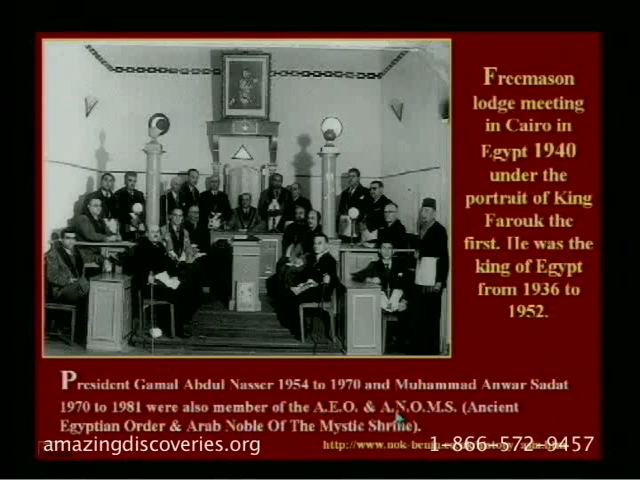 Freemason
lodge meeting
in Cairo in
Egypt 1940
under the
portrait of King
Farouk the
first. He was the
king of Egypt
from 1936 to
1952.
President Gamal Abdul Nasser 1954 to 1970 and Muhammad Anwar Sadat
1970 to 1981 were also member of the A.E.O. & A.N.O.M.S. (Ancient
Egyptian Order & Arab Noble Of The Mystic Shrine).
amazingdiscoveries.org
1-866-572-9457